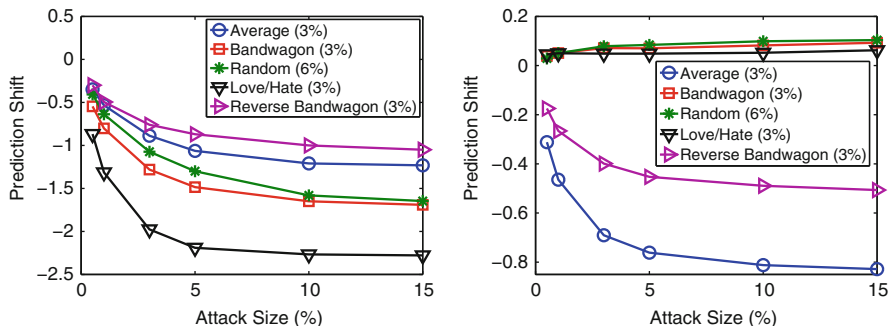 0.5
0
−0.5
−1
−1.5
−2
−2.5
Prediction Shift
Average (3%)
Bandwagon (3%)
Random (6%)
Love/Hate (3%)
Reverse Bandwagon (3%)
0 5 10 15
Attack Size (%)
0.2
0
−0.2
−0.4
−0.6
−0.8
Prediction Shift
Average (3%)
Bandwagon (3%)
Random (6%)
Love/Hate (3%)
Reverse Bandwagon (3%)
0 5 10 15
Attack Size (%)